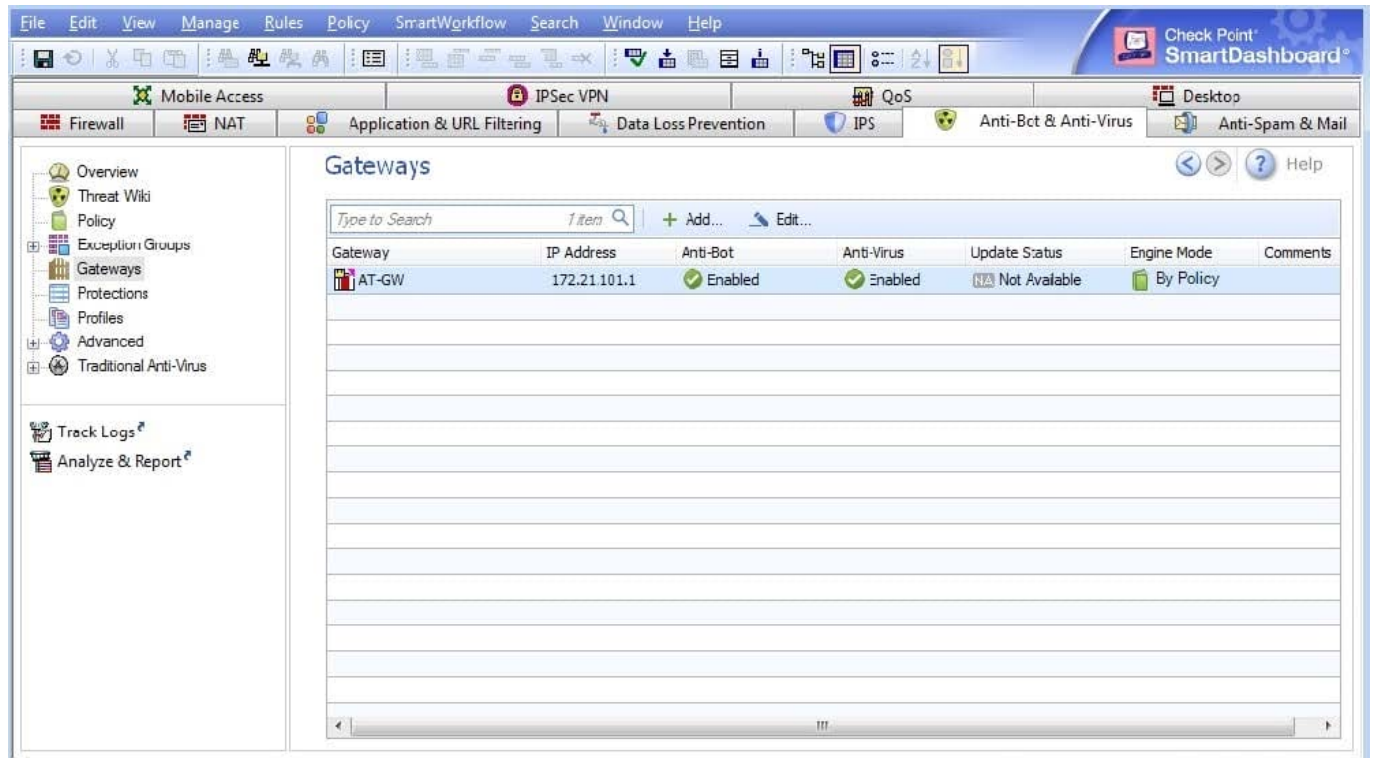 File Edit View Manage Rules Policy SmartWorkflow Search Window Help
Check Point
SmartDashboard
Mobile Access IPSec VPN QoS Desktop
Firewall NAT Application & URL Filtering Data Loss Prevention IPS Anti-Bot & Anti-Virus Anti-Spam & Mail
Overview
Threat Wiki
Policy
Exception Groups
Gateways
Protections
Profiles
Advanced
Traditional Anti-Virus
Track Logs
Analyze & Report
Gateways
Help
Type to Search 1 item + Add... Edit...
Gateway IP Address Anti-Bot Anti-Virus Update Status Engine Mode Comments
AT-GW 172.21.101.1 Enabled Enabled NA Not Available By Policy